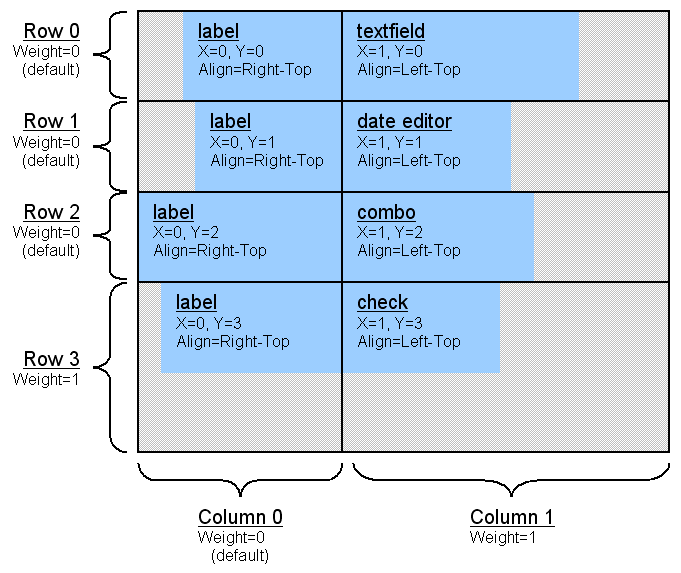 Row 0
Weight=0
(default)
label
X=0, Y=0
Align=Right-Top
textfield
X=1, Y=0
Align=Left-Top
Row 1
Weight=0
(default)
label
X=0, Y=1
Align=Right-Top
date editor
X=1, Y=1
Align=Left-Top
Row 2
Weight=0
(default)
label
X=0, Y=2
Align=Right-Top
combo
X=1, Y=2
Align=Left-Top
Row 3
Weight=1
label
X=0, Y=3
Align=Right-Top
check
X=1, Y=3
Align=Left-Top
Column 0
Weight=0
(default)
Column 1
Weight=1